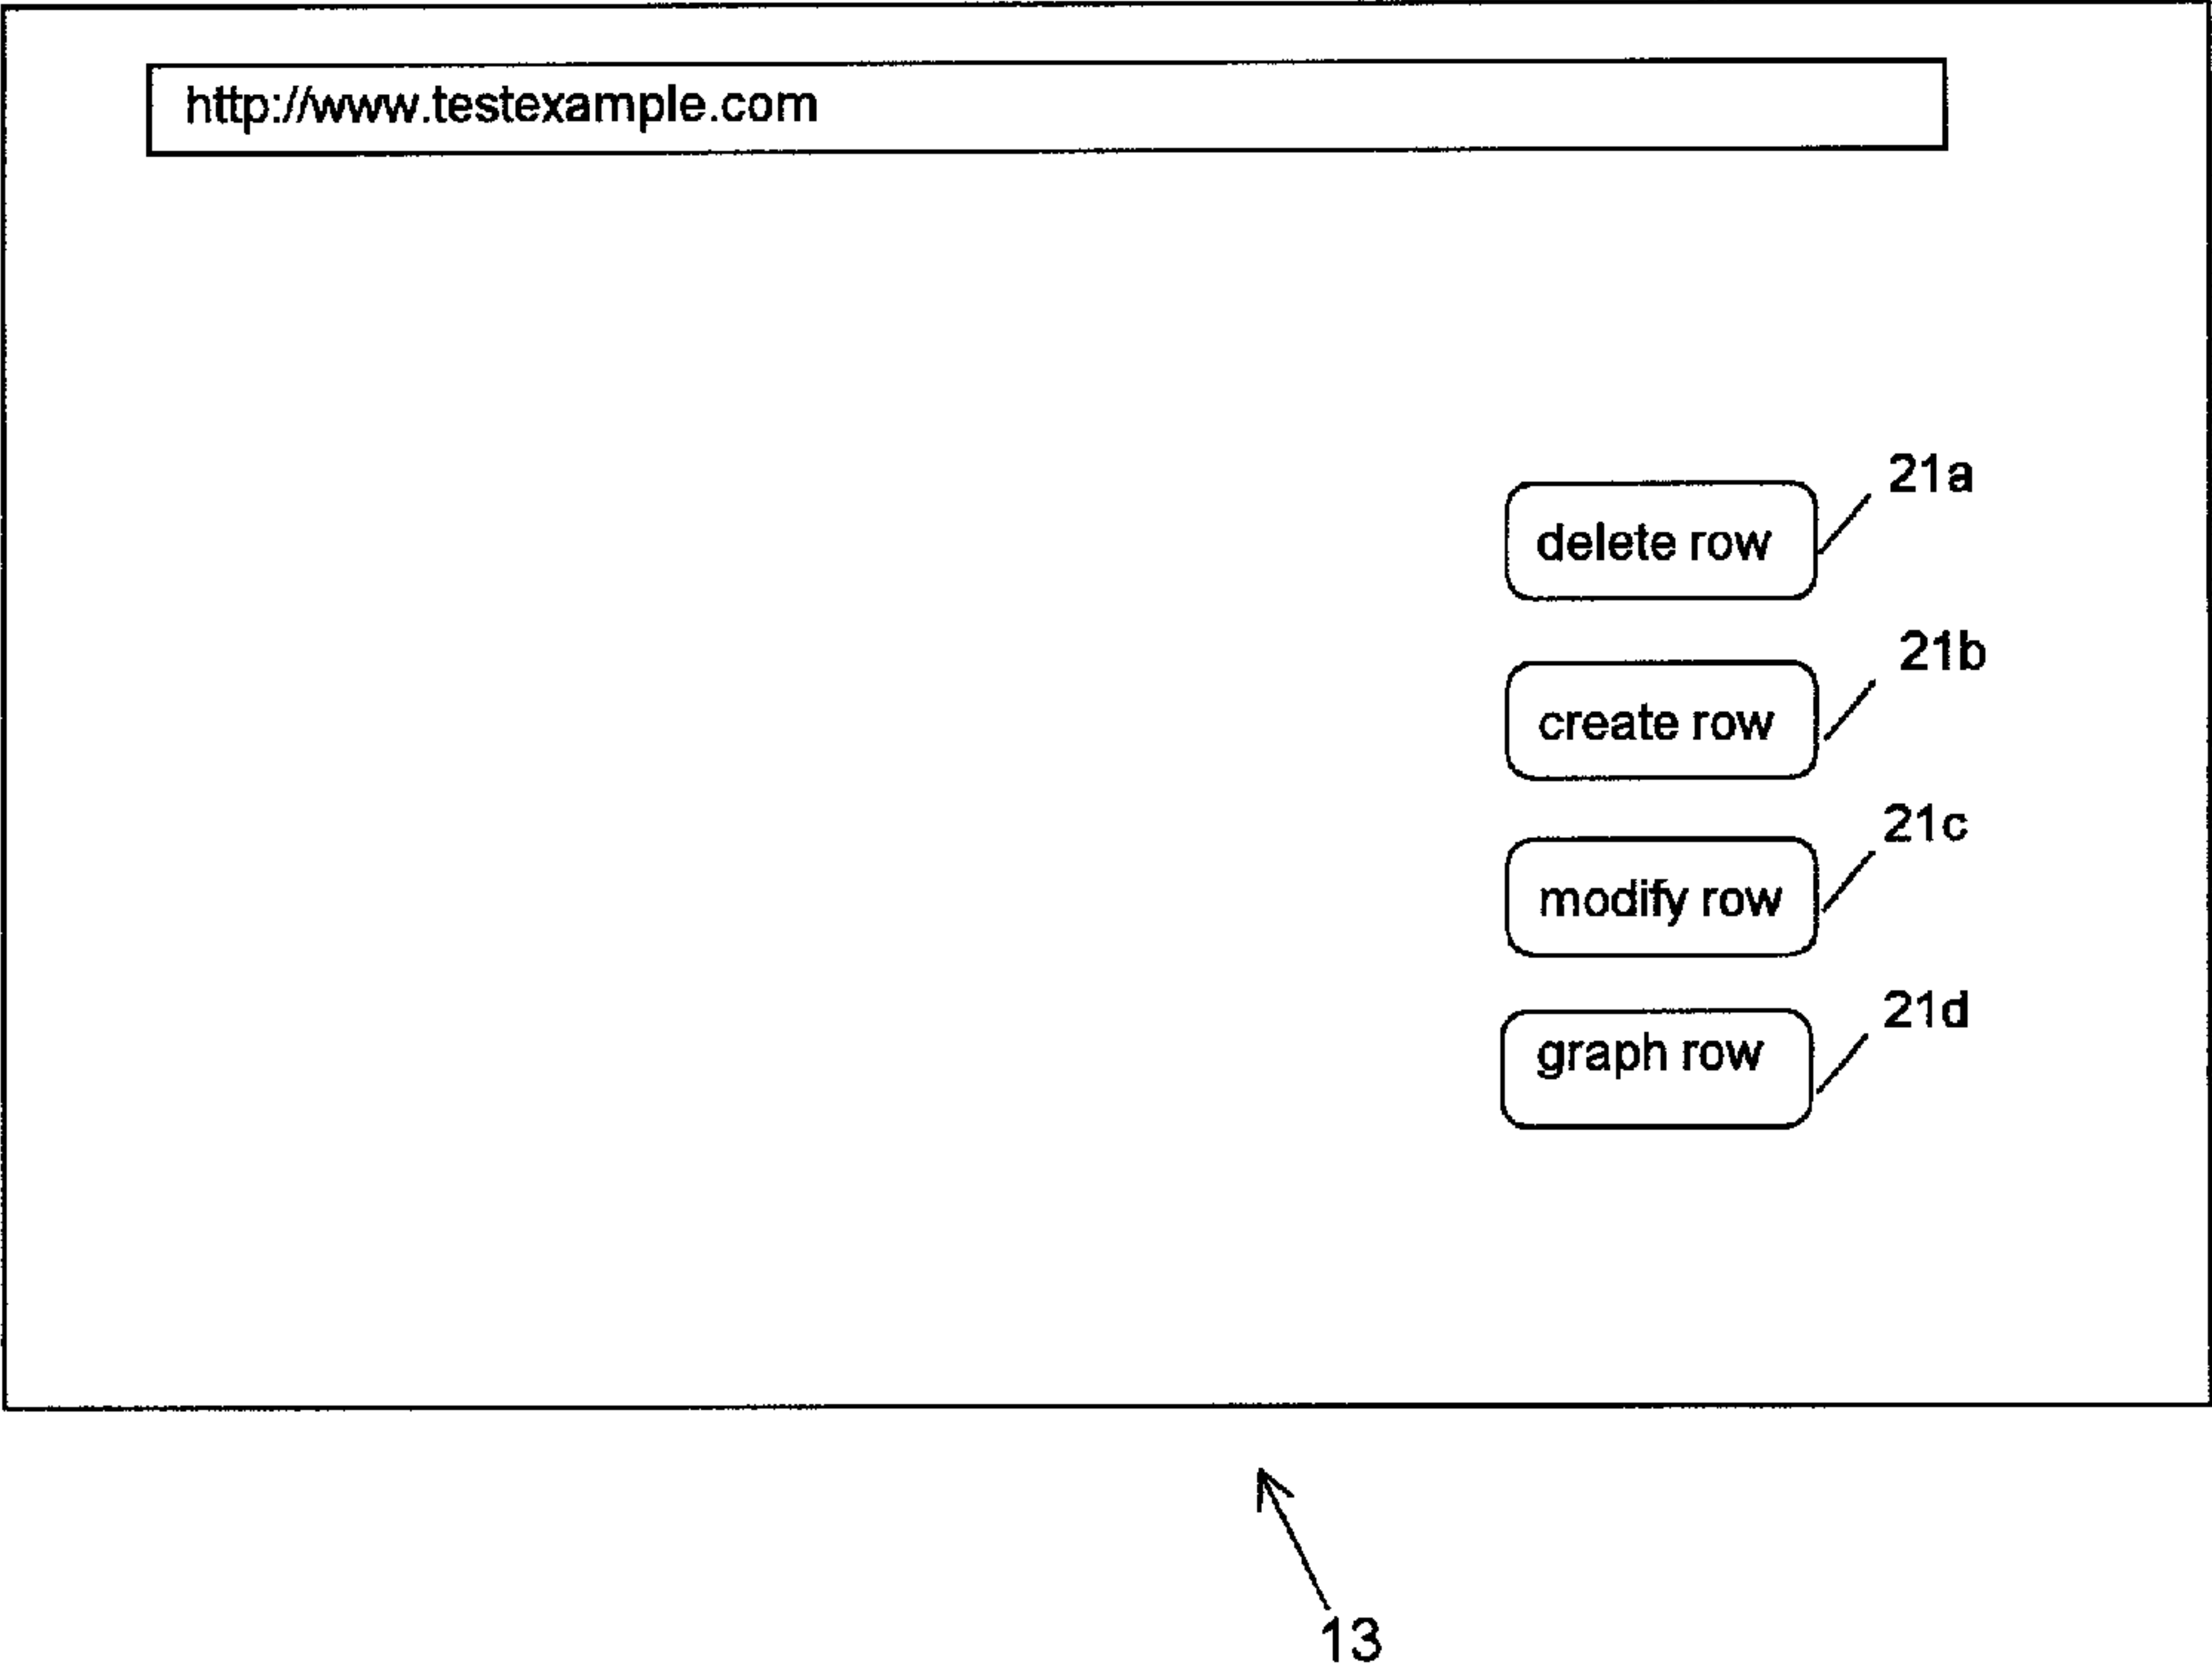 http://www.testexample.com
21a
delete row
21b
create row
21c
modify row
21d
graph row
13